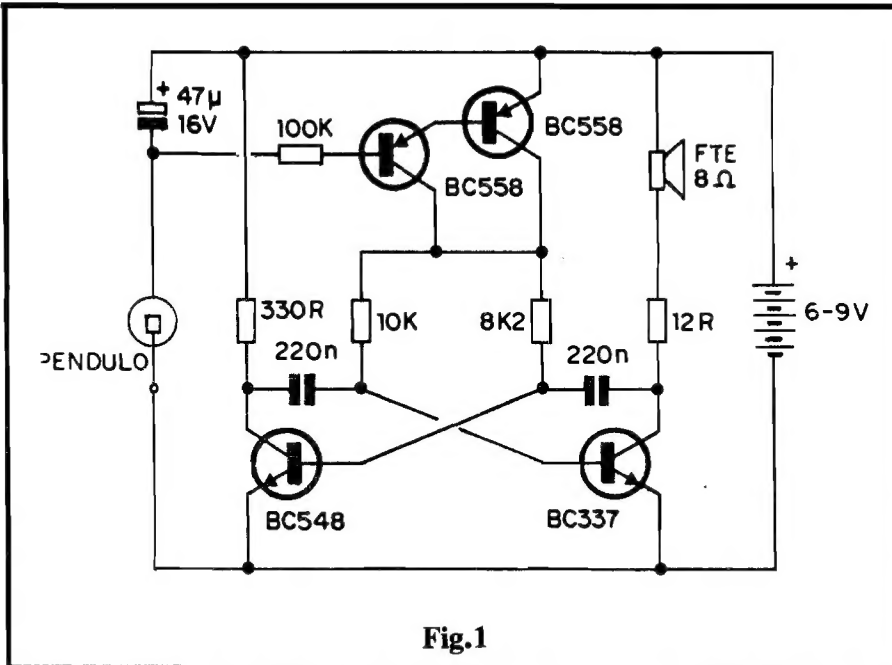 + 47µ
16V
100K
BC558
BC558
FTE
8Ω
+
6-9V
330R
10K
8K2
12R
220n
220n
PENDULO
BC548
BC337
Fig.1